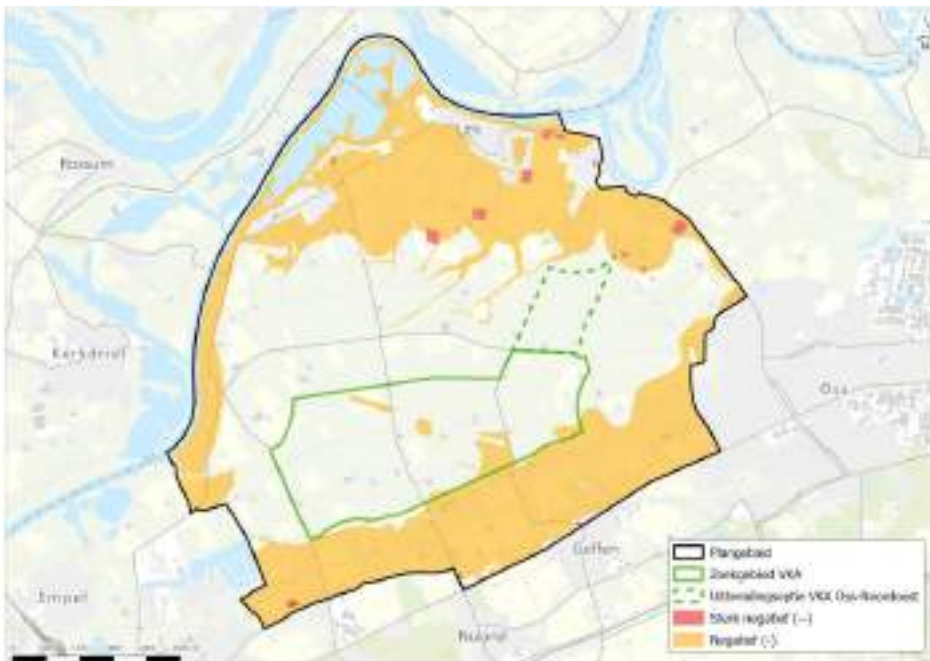 Rossum
Kerkdriel
Oss
Geffen
Empel
Nuland
Plangebied
Zoekgebied VKA
Uitbreidingsoptie VKA Oss-Noordoost
Sterk negatief (--)
Negatief (-)